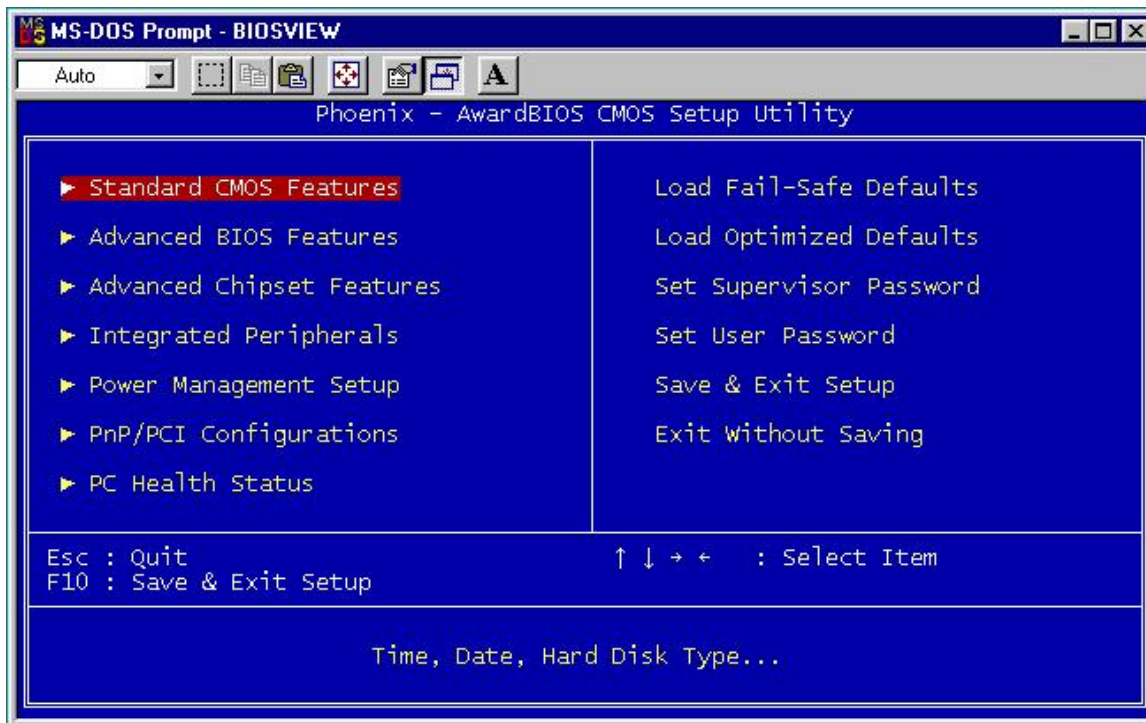 MS-DOS Prompt - BIOSVIEW
Auto
A
Phoenix - AwardBIOS CMOS Setup Utility
► Standard CMOS Features
► Advanced BIOS Features
► Advanced Chipset Features
► Integrated Peripherals
► Power Management Setup
► PnP/PCI Configurations
► PC Health Status
Load Fail-Safe Defaults
Load Optimized Defaults
Set Supervisor Password
Set User Password
Save & Exit Setup
Exit Without Saving
Esc : Quit
F10 : Save & Exit Setup
↑ ↓ → ← : Select Item
Time, Date, Hard Disk Type...